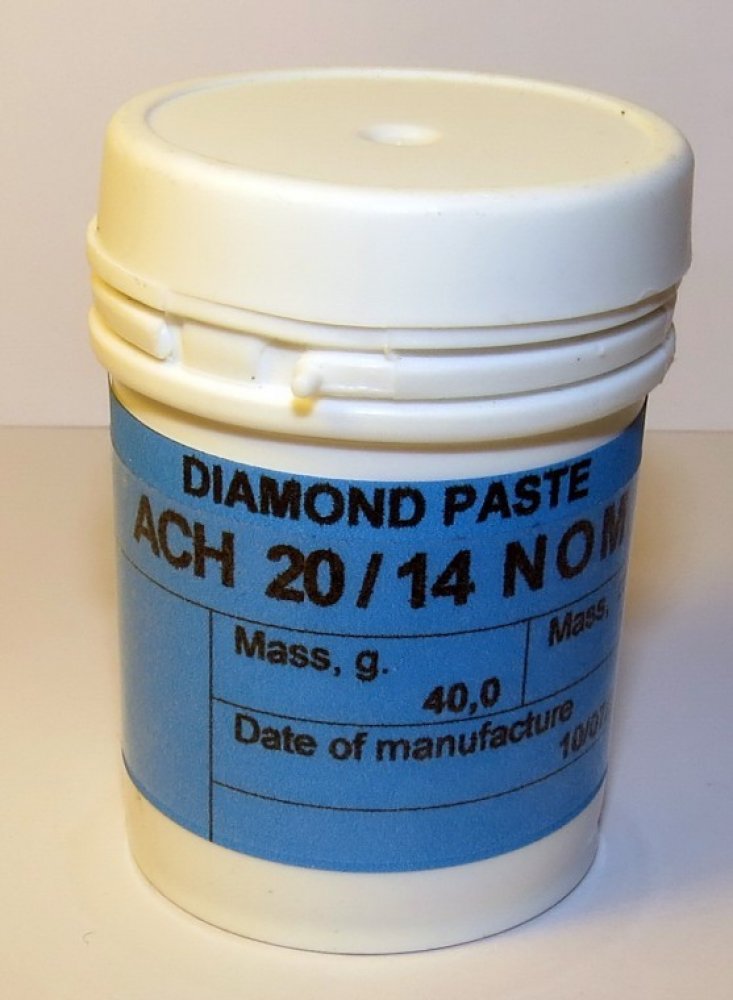 DIAMOND PASTE
ACH 20/14 NOM
Mass, g.
40,0
Mass,
Date of manufacture